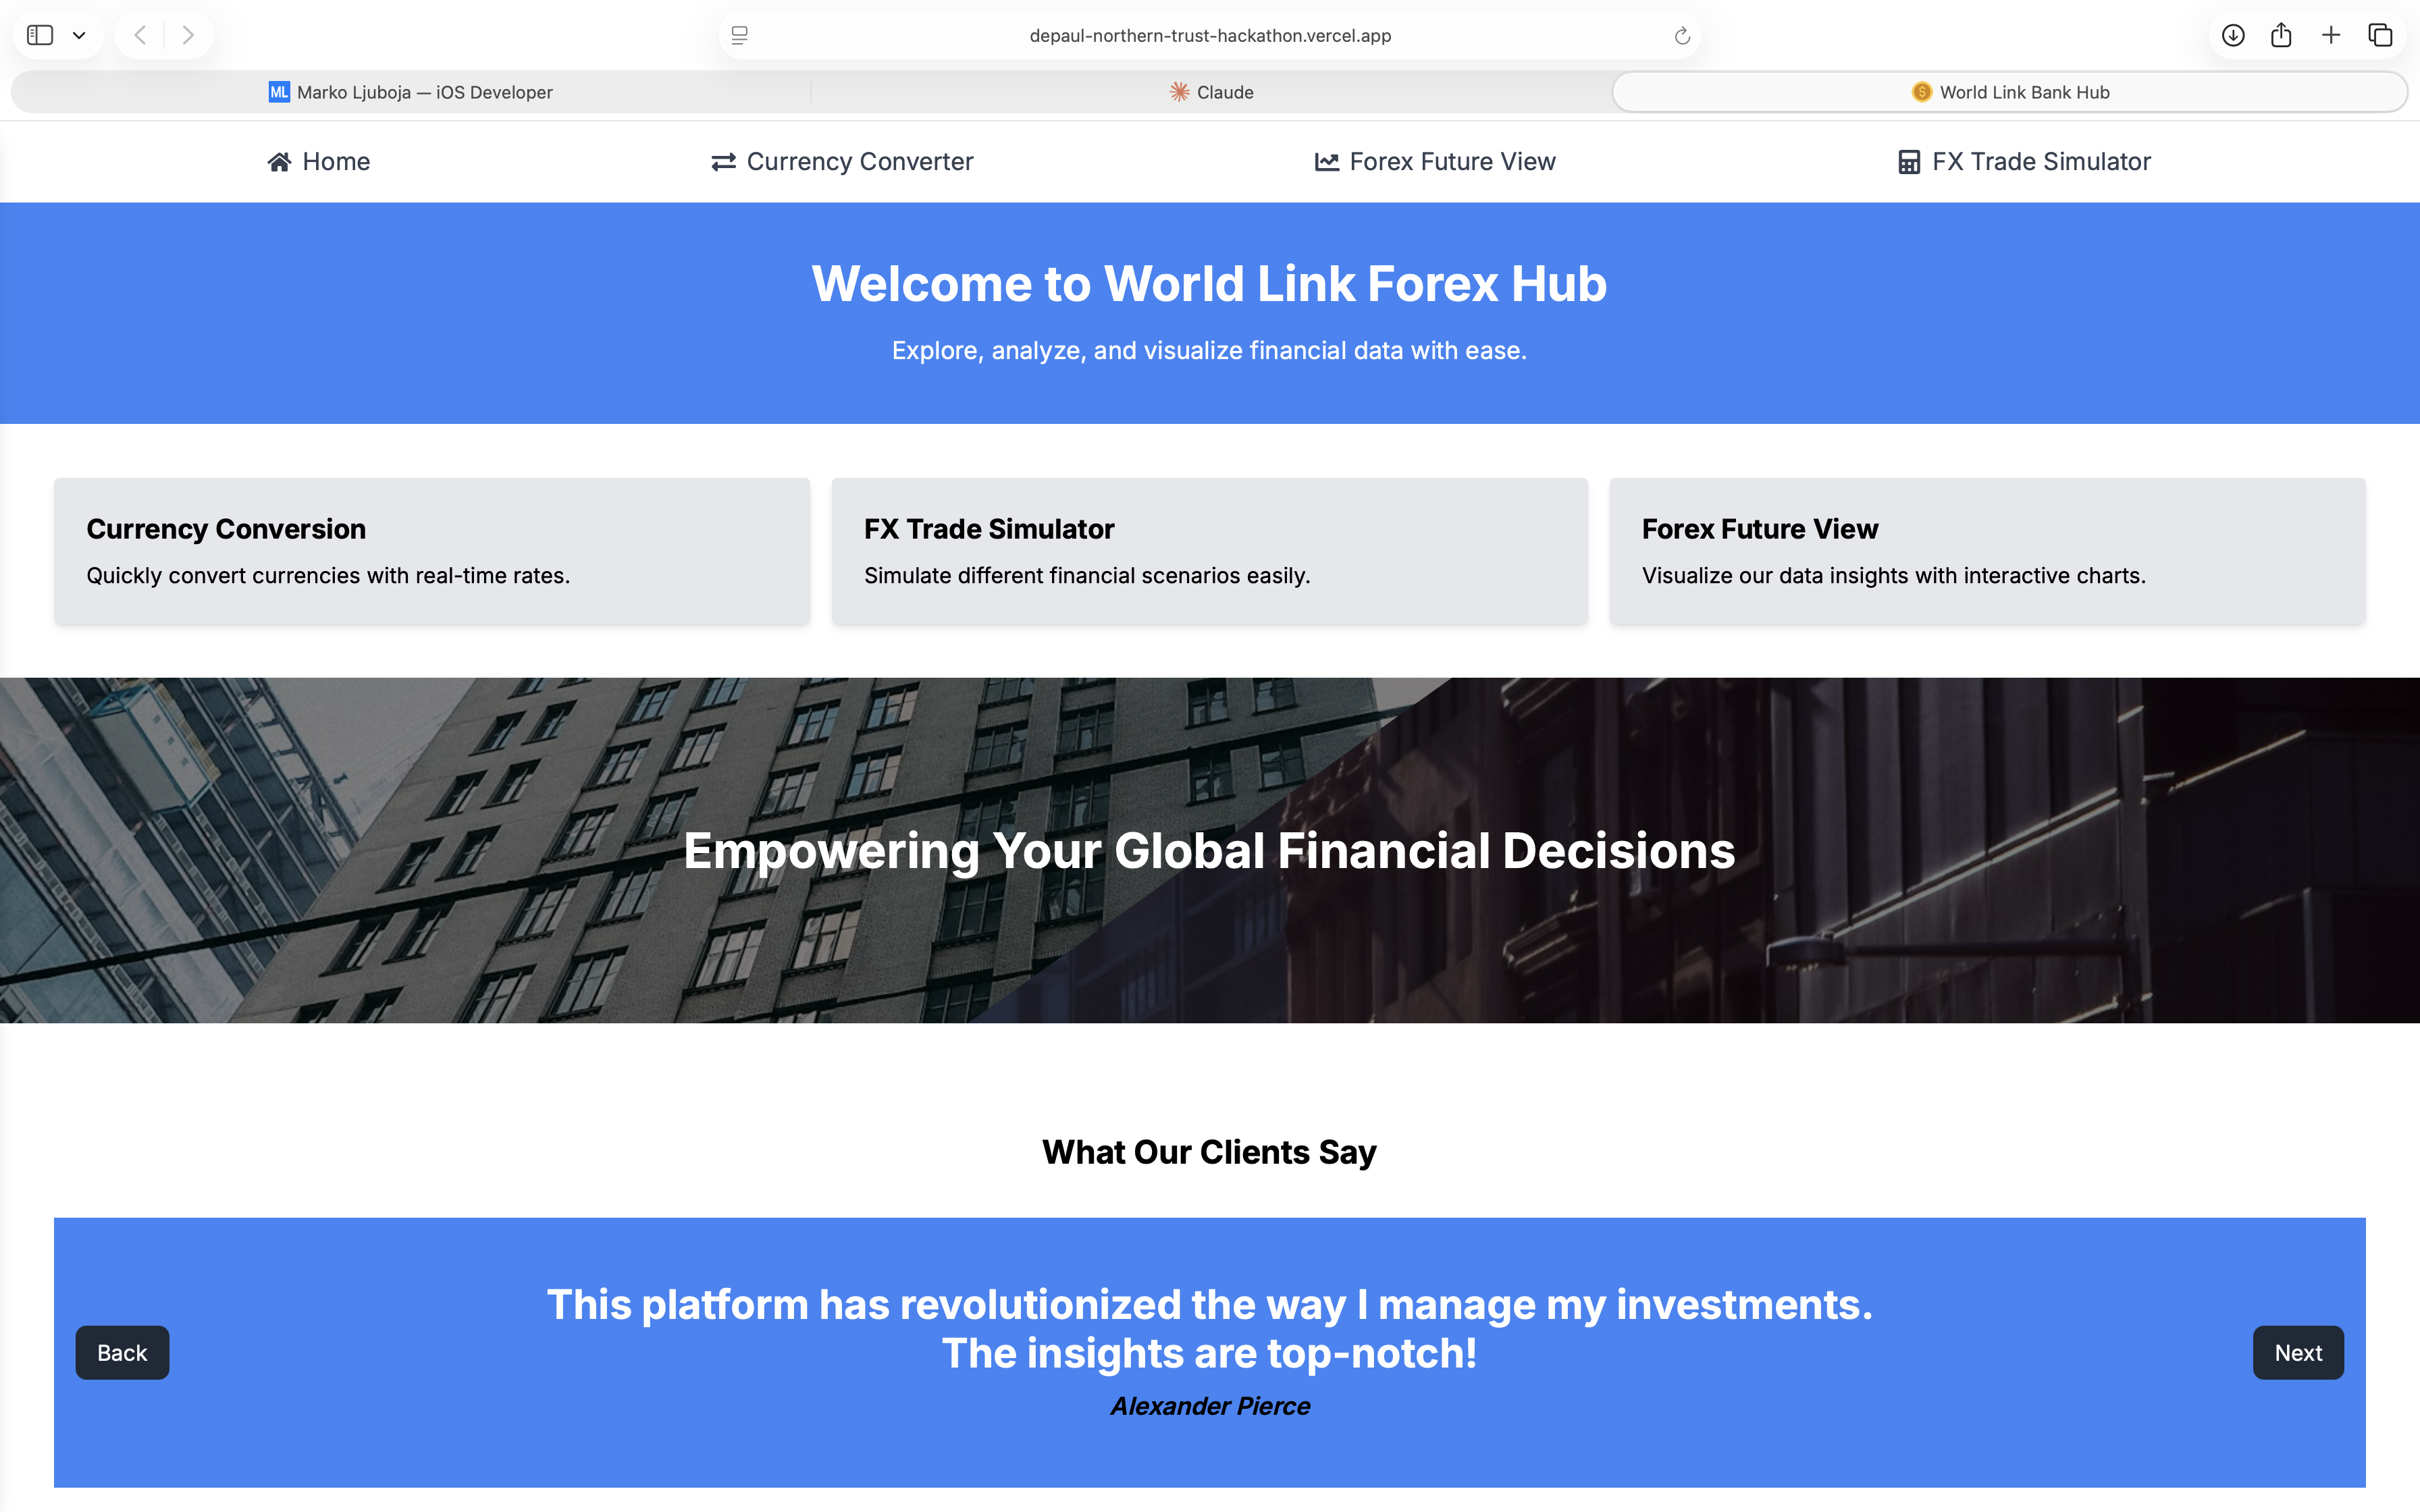 depaul-northern-trust-hackathon.vercel.app
ML Marko Ljuboja — iOS Developer
Claude
World Link Bank Hub
Home
Currency Converter
Forex Future View
FX Trade Simulator
Welcome to World Link Forex Hub
Explore, analyze, and visualize financial data with ease.
Currency Conversion
Quickly convert currencies with real-time rates.
FX Trade Simulator
Simulate different financial scenarios easily.
Forex Future View
Visualize our data insights with interactive charts.
Empowering Your Global Financial Decisions
What Our Clients Say
This platform has revolutionized the way I manage my investments.
The insights are top-notch!
Alexander Pierce
Back
Next